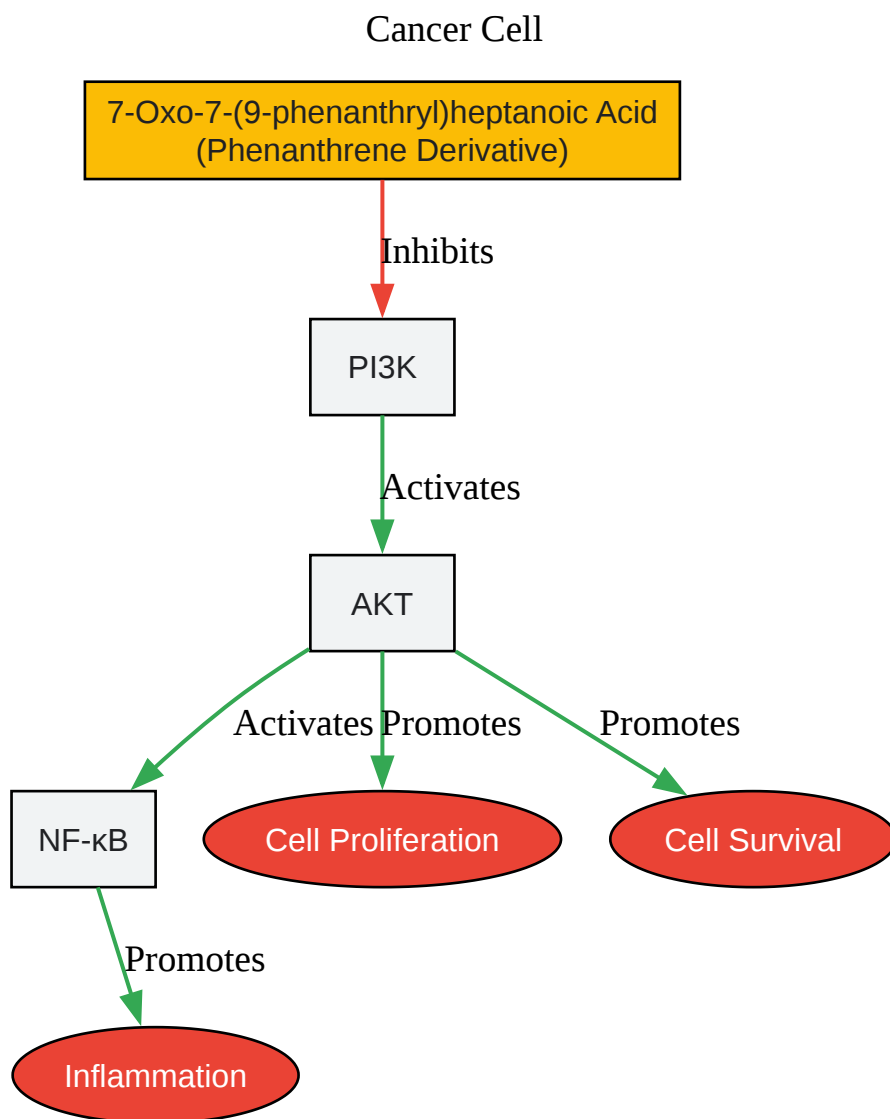 Cancer Cell
7-Oxo-7-(9-phenanthryl)heptanoic Acid
(Phenanthrene Derivative)
Inhibits
PI3K
Activates
AKT
Activates
Promotes
Promotes
NF-κB
Cell Proliferation
Cell Survival
Promotes
Inflammation